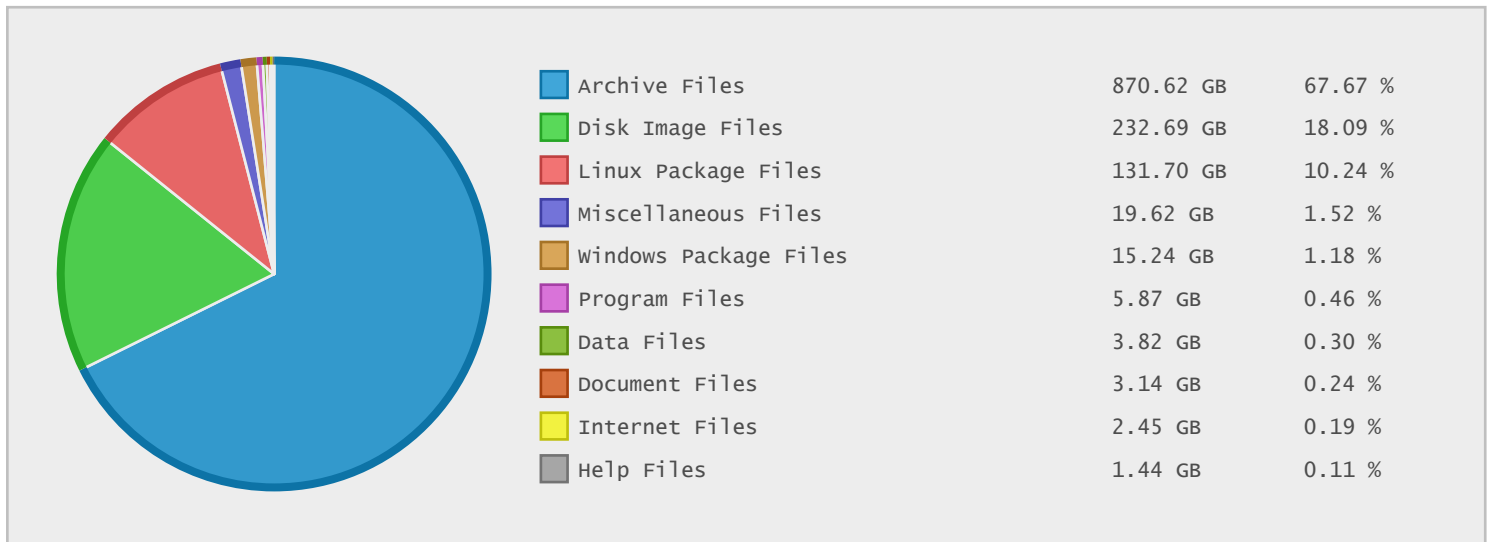 Archive Files 870.62 GB 67.67 %
Disk Image Files 232.69 GB 18.09 %
Linux Package Files 131.70 GB 10.24 %
Miscellaneous Files 19.62 GB 1.52 %
Windows Package Files 15.24 GB 1.18 %
Program Files 5.87 GB 0.46 %
Data Files 3.82 GB 0.30 %
Document Files 3.14 GB 0.24 %
Internet Files 2.45 GB 0.19 %
Help Files 1.44 GB 0.11 %